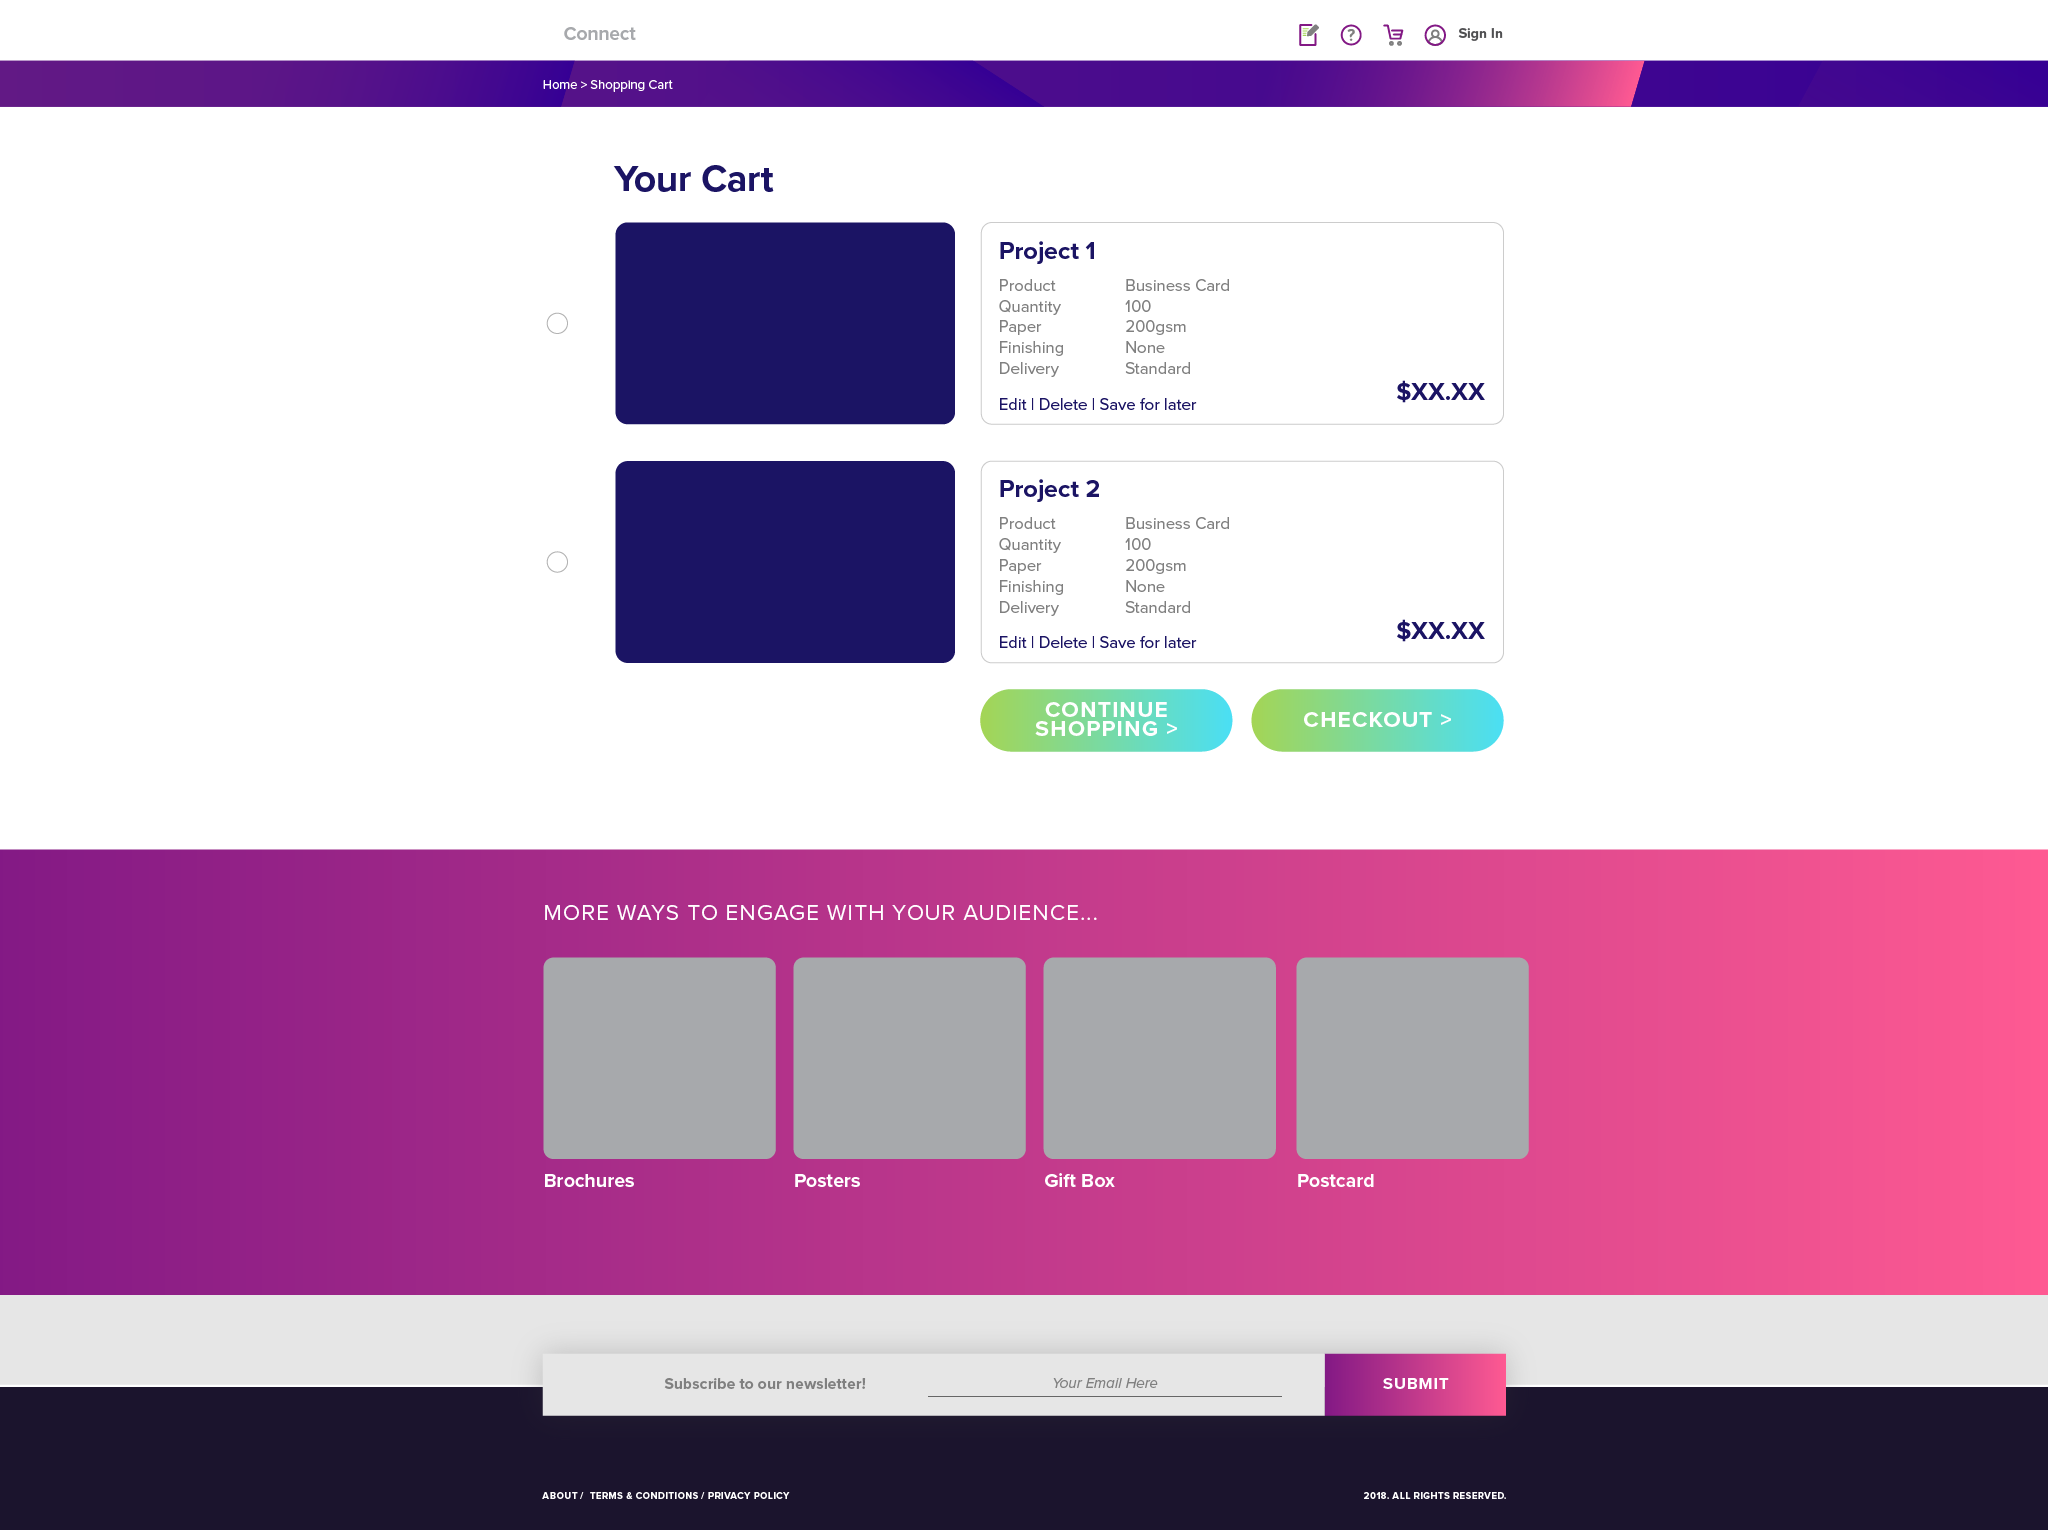 Connect
Sign In
Home > Shopping Cart
Your Cart
Project 1
Product Business Card
Quantity 100
Paper 200gsm
Finishing None
Delivery Standard
$XX.XX
Edit | Delete | Save for later
Project 2
Product Business Card
Quantity 100
Paper 200gsm
Finishing None
Delivery Standard
$XX.XX
Edit | Delete | Save for later
CONTINUE
SHOPPING >
CHECKOUT >
MORE WAYS TO ENGAGE WITH YOUR AUDIENCE...
Brochures
Posters
Gift Box
Postcard
Subscribe to our newsletter!
Your Email Here
SUBMIT
ABOUT / TERMS & CONDITIONS / PRIVACY POLICY
2018. ALL RIGHTS RESERVED.